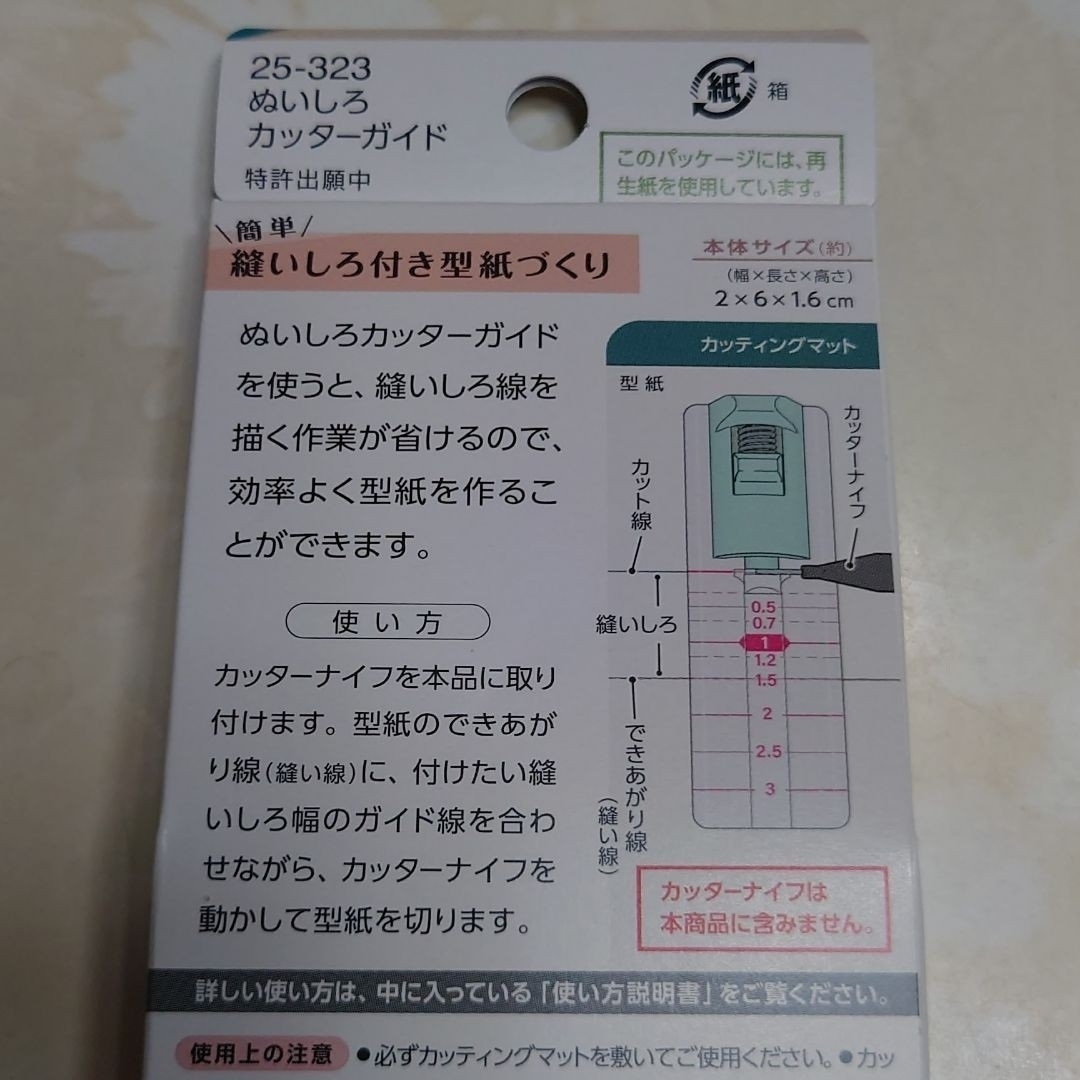 25-323
ぬいしろ
カッターガイド
特許出願中
紙 箱
このパッケージには、再
生紙を使用しています。
\簡単/
縫いしろ付き型紙づくり
ぬいしろカッターガイド
を使うと、縫いしろ線を
描く作業が省けるので、
効率よく型紙を作るこ
とができます。
使い方
カッターナイフを本品に取り
付けます。型紙のできあが
り線(縫い線)に、付けたい縫
いしろ幅のガイド線を合わ
せながら、カッターナイフを
動かして型紙を切ります。
本体サイズ(約)
(幅×長さ×高さ)
2×6×1.6cm
カッティングマット
型紙
カッターナイフ
カット線
縫いしろ
0.5
0.7
1
1.2
1.5
2
2.5
3
できあがり線
(縫い線)
カッターナイフは
本商品に含みません。
詳しい使い方は、中に入っている「使い方説明書」をご覧ください。
使用上の注意 ●必ずカッティングマットを敷いてご使用ください。●カッ